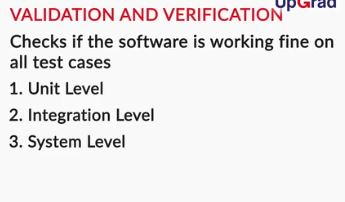 UpGrad
VALIDATION AND VERIFICATION
Checks if the software is working fine on
all test cases
1. Unit Level
2. Integration Level
3. System Level